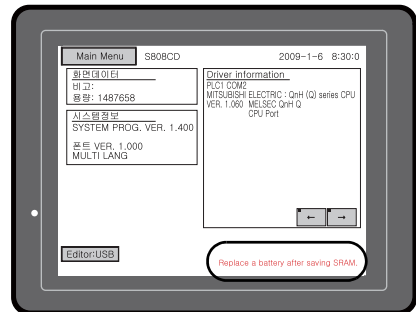 Main Menu S808CD 2009-1-6 8:30:0
화면데이터
비고:
용량: 1487658
시스템정보
SYSTEM PROG. VER. 1.400
폰트 VER. 1.000
MULTI LANG
Driver information
PLC1 COM2
MITSUBISHI ELECTRIC : QnH (Q) series CPU
VER. 1.060 MELSEC QnH Q
CPU Port
← →
Editor:USB
Replace a battery after saving SRAM.